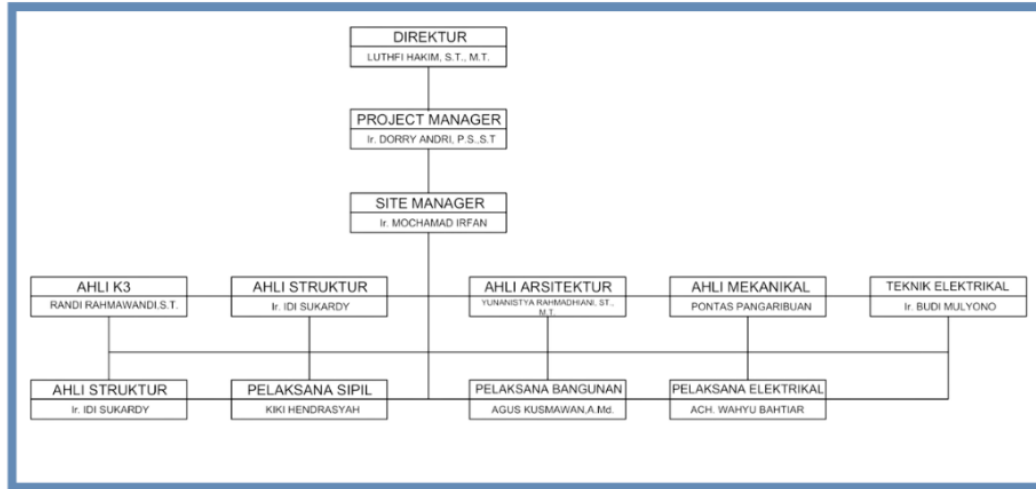 DIREKTUR
LUTHFI HAKIM, S.T., M.T.
PROJECT MANAGER
Ir. DORRY ANDRI, P.S.,S.T
SITE MANAGER
Ir. MOCHAMAD IRFAN
AHLI K3
RANDI RAHMAWANDI,S.T.
AHLI STRUKTUR
Ir. IDI SUKARDY
AHLI ARSITEKTUR
YUNANISTYA RAHMADHIANI, ST.,
M.T.
AHLI MEKANIKAL
PONTAS PANGARIBUAN
TEKNIK ELEKTRIKAL
Ir. BUDI MULYONO
AHLI STRUKTUR
Ir. IDI SUKARDY
PELAKSANA SIPIL
KIKI HENDRASYAH
PELAKSANA BANGUNAN
AGUS KUSMAWAN,A.Md.
PELAKSANA ELEKTRIKAL
ACH. WAHYU BAHTIAR